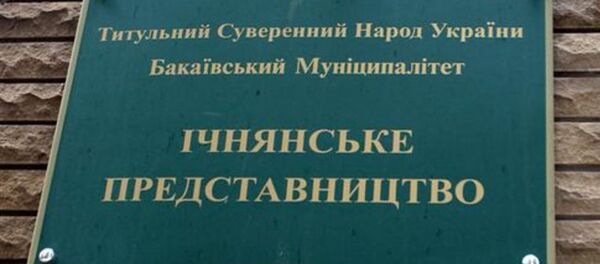 Титульний Суверенний Народ України
Бакаївський Муніципалітет
ІЧНЯНСЬКЕ
ПРЕДСТАВНИЦТВО